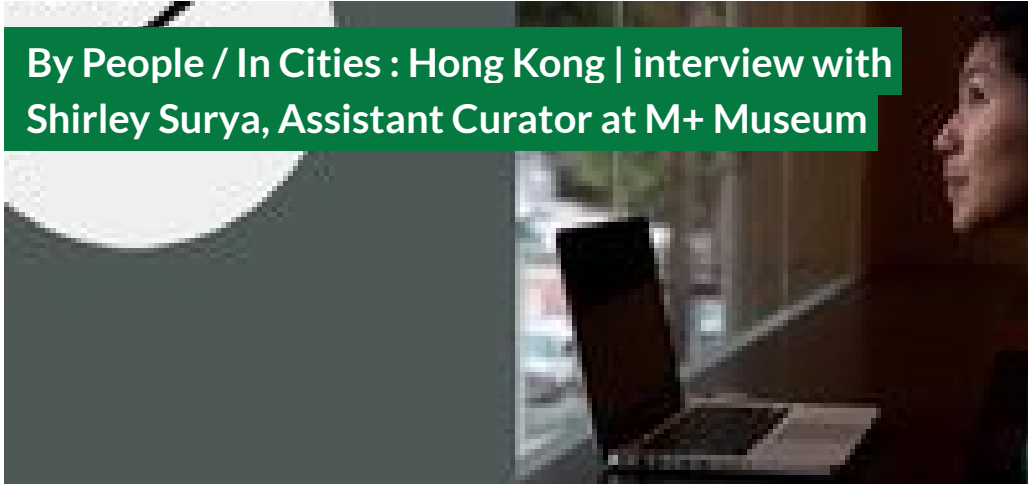 By People / In Cities : Hong Kong | interview with
Shirley Surya, Assistant Curator at M+ Museum